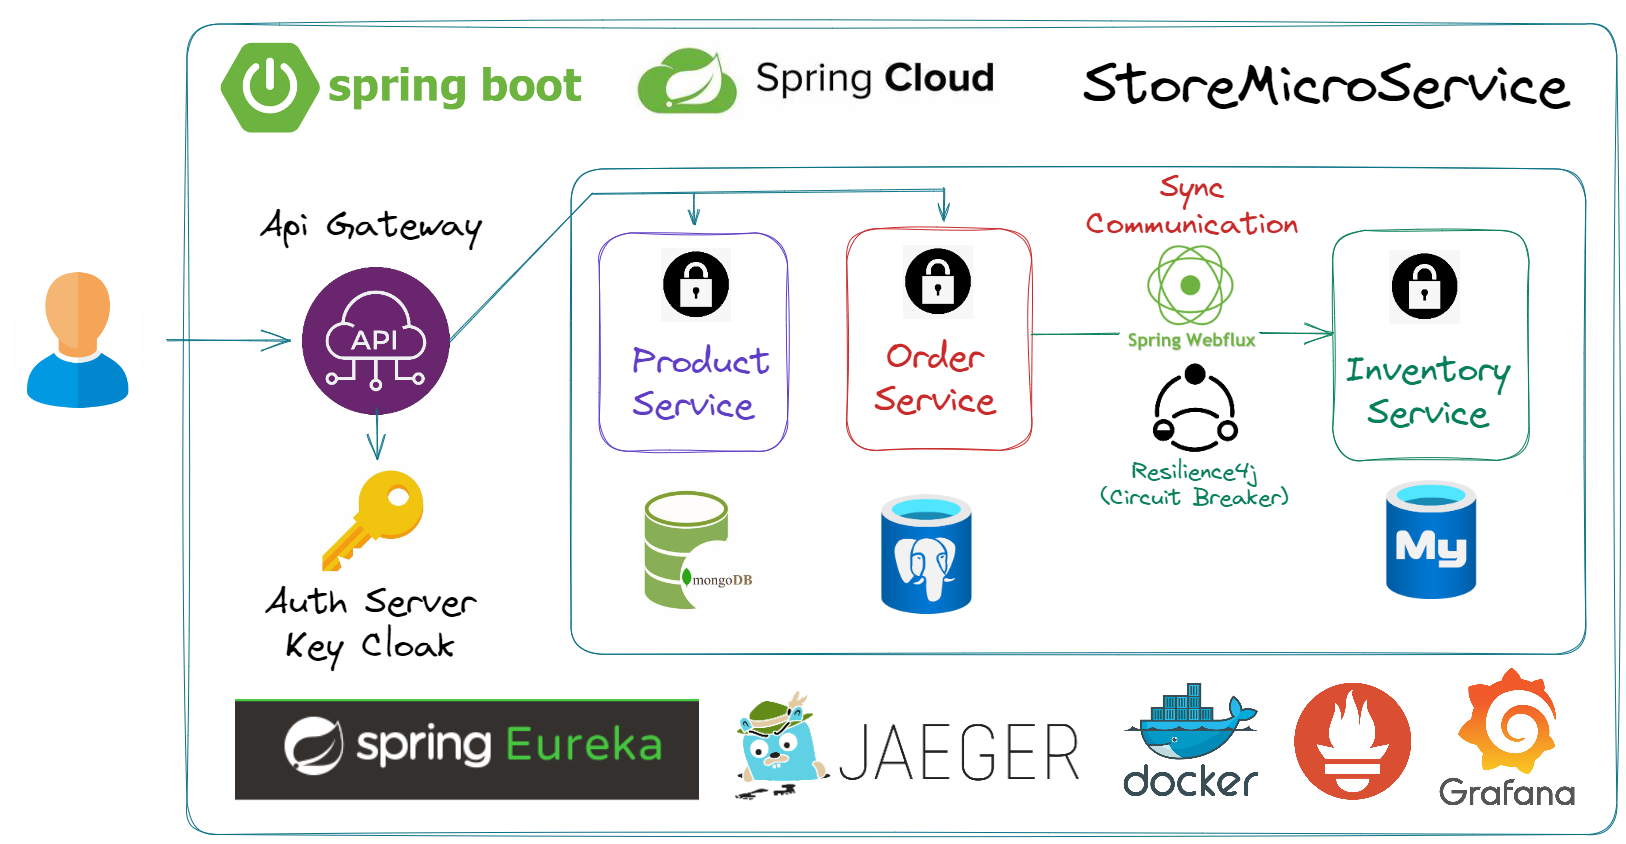 spring boot
Spring Cloud
StoreMicroService
Api Gateway
API
Product
Service
Order
Service
Sync
Communication
Spring Webflux
Resilience4j
(Circuit Breaker)
Inventory
Service
mongoDB
My
Auth Server
Key Cloak
spring Eureka
JAEGER
docker
Grafana